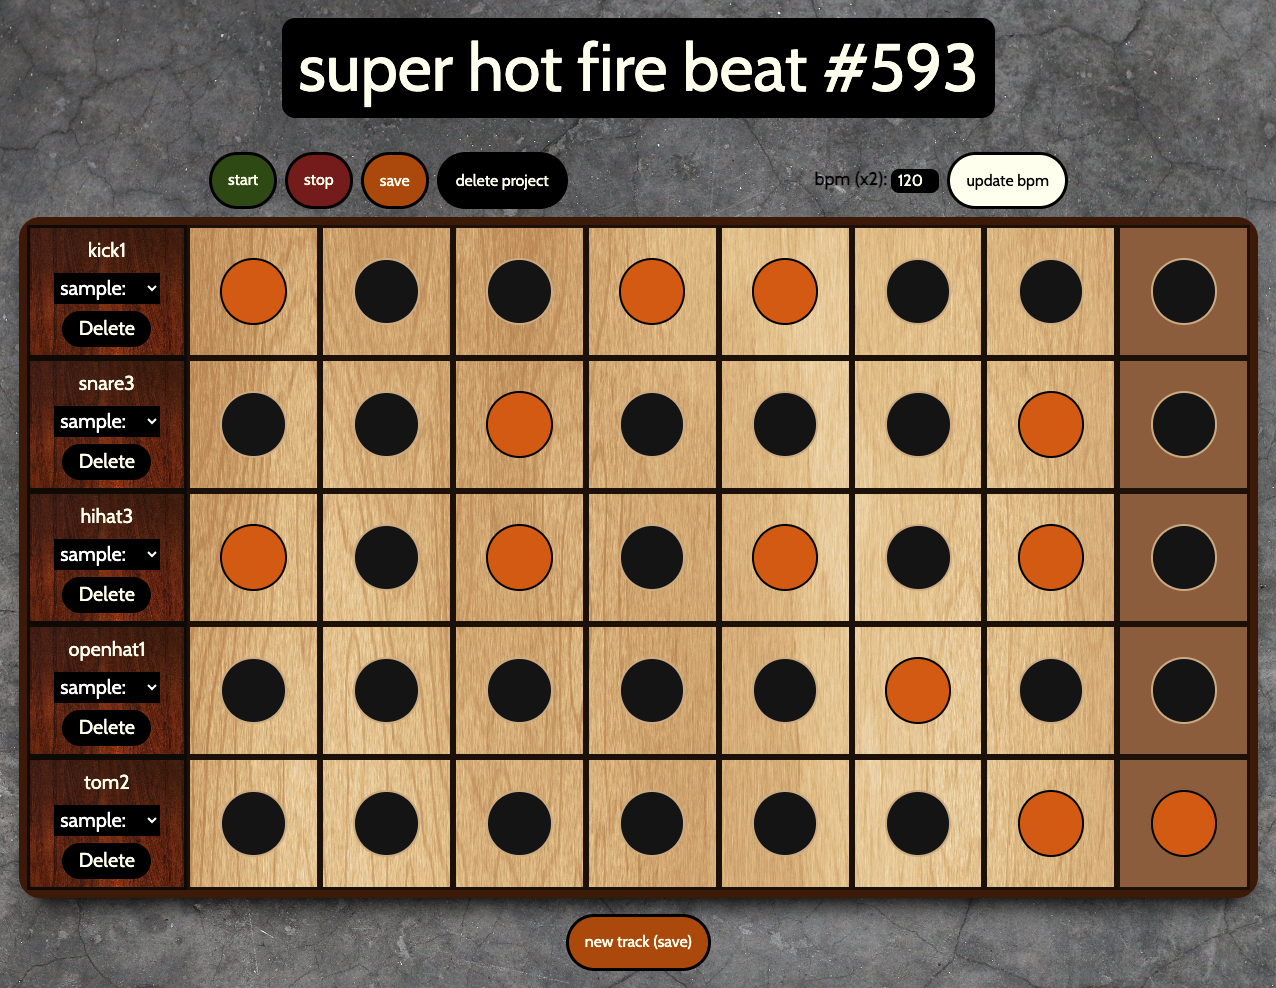 super hot fire beat #593
start stop save delete project bpm (x2): 120 update bpm
kick1
sample:
Delete
snare3
sample:
Delete
hihat3
sample:
Delete
openhat1
sample:
Delete
tom2
sample:
Delete
new track (save)